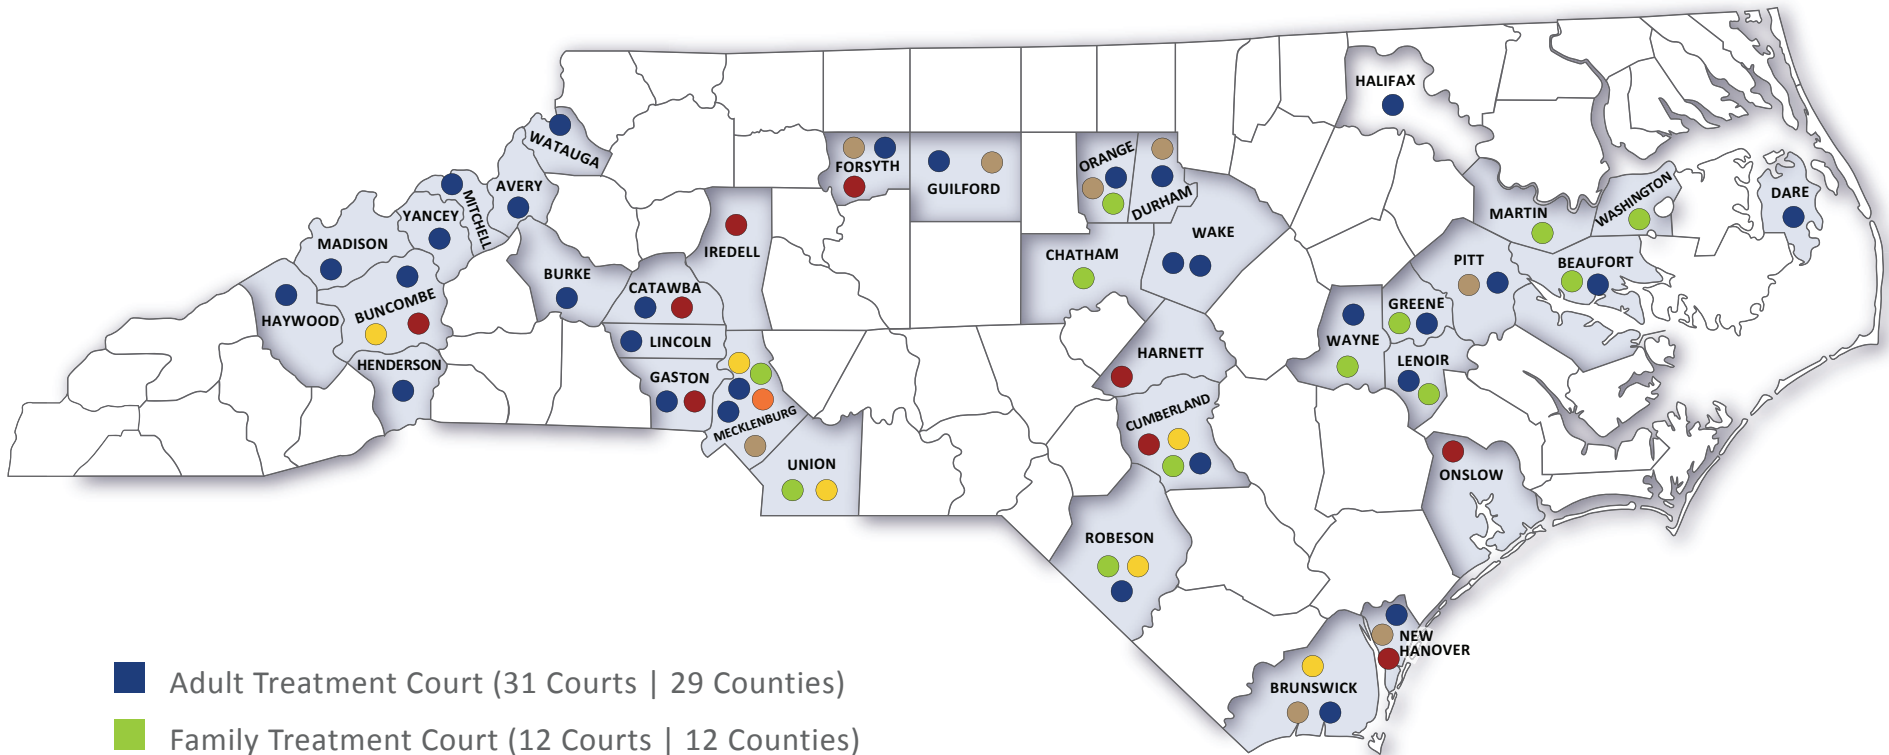 HALIFAX
WATAUGA
FORSYTH
GUILFORD
ORANGE
DURHAM
AVERY
MITCHELL
YANCEY
MADISON
WASHINGTON
DARE
MARTIN
IREDELL
WAKE
CHATHAM
PITT
BEAUFORT
BURKE
CATAWBA
BUNCOMBE
HAYWOOD
GREENE
WAYNE
LINCOLN
HARNETT
LENOIR
HENDERSON
GASTON
MECKLENBURG
CUMBERLAND
UNION
ONSLOW
ROBESON
NEW
HANOVER
BRUNSWICK
Adult Treatment Court (31 Courts | 29 Counties)
Family Treatment Court (12 Courts | 12 Counties)